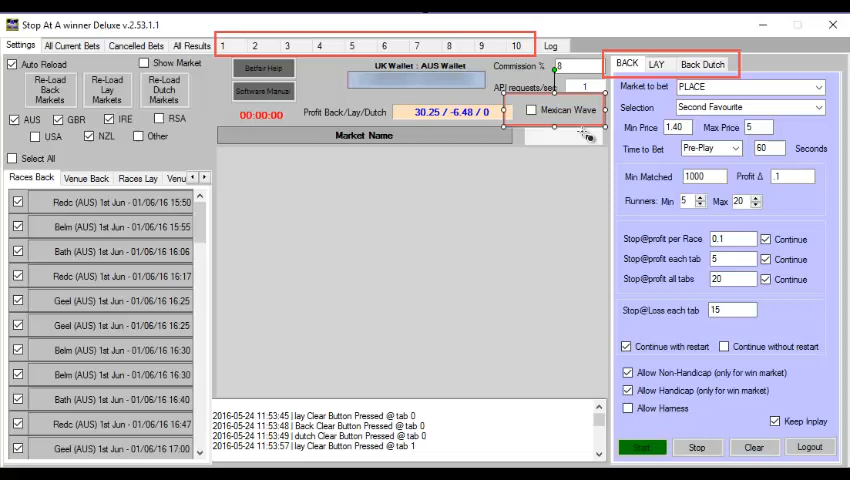 Stop At A winner Deluxe v.2.53.1.1
Settings All Current Bets Cancelled Bets All Results 1 2 3 4 5 6 7 8 9 10 Log
Auto Reload Show Market
Re-Load Back Markets
Re-Load Lay Markets
Re-Load Dutch Markets
AUS GBR IRE RSA
USA NZL Other
Select All
Races Back Venue Back Races Lay Venu
Redc (AUS) 1st Jun - 01/06/16 15:50
Belm (AUS) 1st Jun - 01/06/16 15:55
Bath (AUS) 1st Jun - 01/06/16 16:06
Redc (AUS) 1st Jun - 01/06/16 16:17
Geel (AUS) 1st Jun - 01/06/16 16:25
Geel (AUS) 1st Jun - 01/06/16 16:25
Belm (AUS) 1st Jun - 01/06/16 16:30
Belm (AUS) 1st Jun - 01/06/16 16:30
Bath (AUS) 1st Jun - 01/06/16 16:40
Redc (AUS) 1st Jun - 01/06/16 16:47
Geel (AUS) 1st Jun - 01/06/16 17:00
Betfair Help
Software Manual
00:00:00
UK Wallet : AUS Wallet
Commission % 8
API requests/sec 1
Profit Back/Lay/Dutch 30.25 / -6.48 / 0
Mexican Wave
Market Name
2016-05-24 11:53:45 | lay Clear Button Pressed @ tab 0
2016-05-24 11:53:48 | Back Clear Button Pressed @ tab 0
2016-05-24 11:53:49 | dutch Clear Button Pressed @ tab 0
2016-05-24 11:53:57 | lay Clear Button Pressed @ tab 1
BACK LAY Back Dutch
Market to bet PLACE
Selection Second Favourite
Min Price 1.40 Max Price 5
Time to Bet Pre-Play 60 Seconds
Min Matched 1000 Profit Δ .1
Runners: Min 5 Max 20
Stop@profit per Race 0.1 Continue
Stop@profit each tab 5 Continue
Stop@profit all tabs 20 Continue
Stop@Loss each tab 15
Continue with restart Continue without restart
Allow Non-Handicap (only for win market)
Allow Handicap (only for win market)
Allow Harness
Keep Inplay
Start Stop Clear Logout